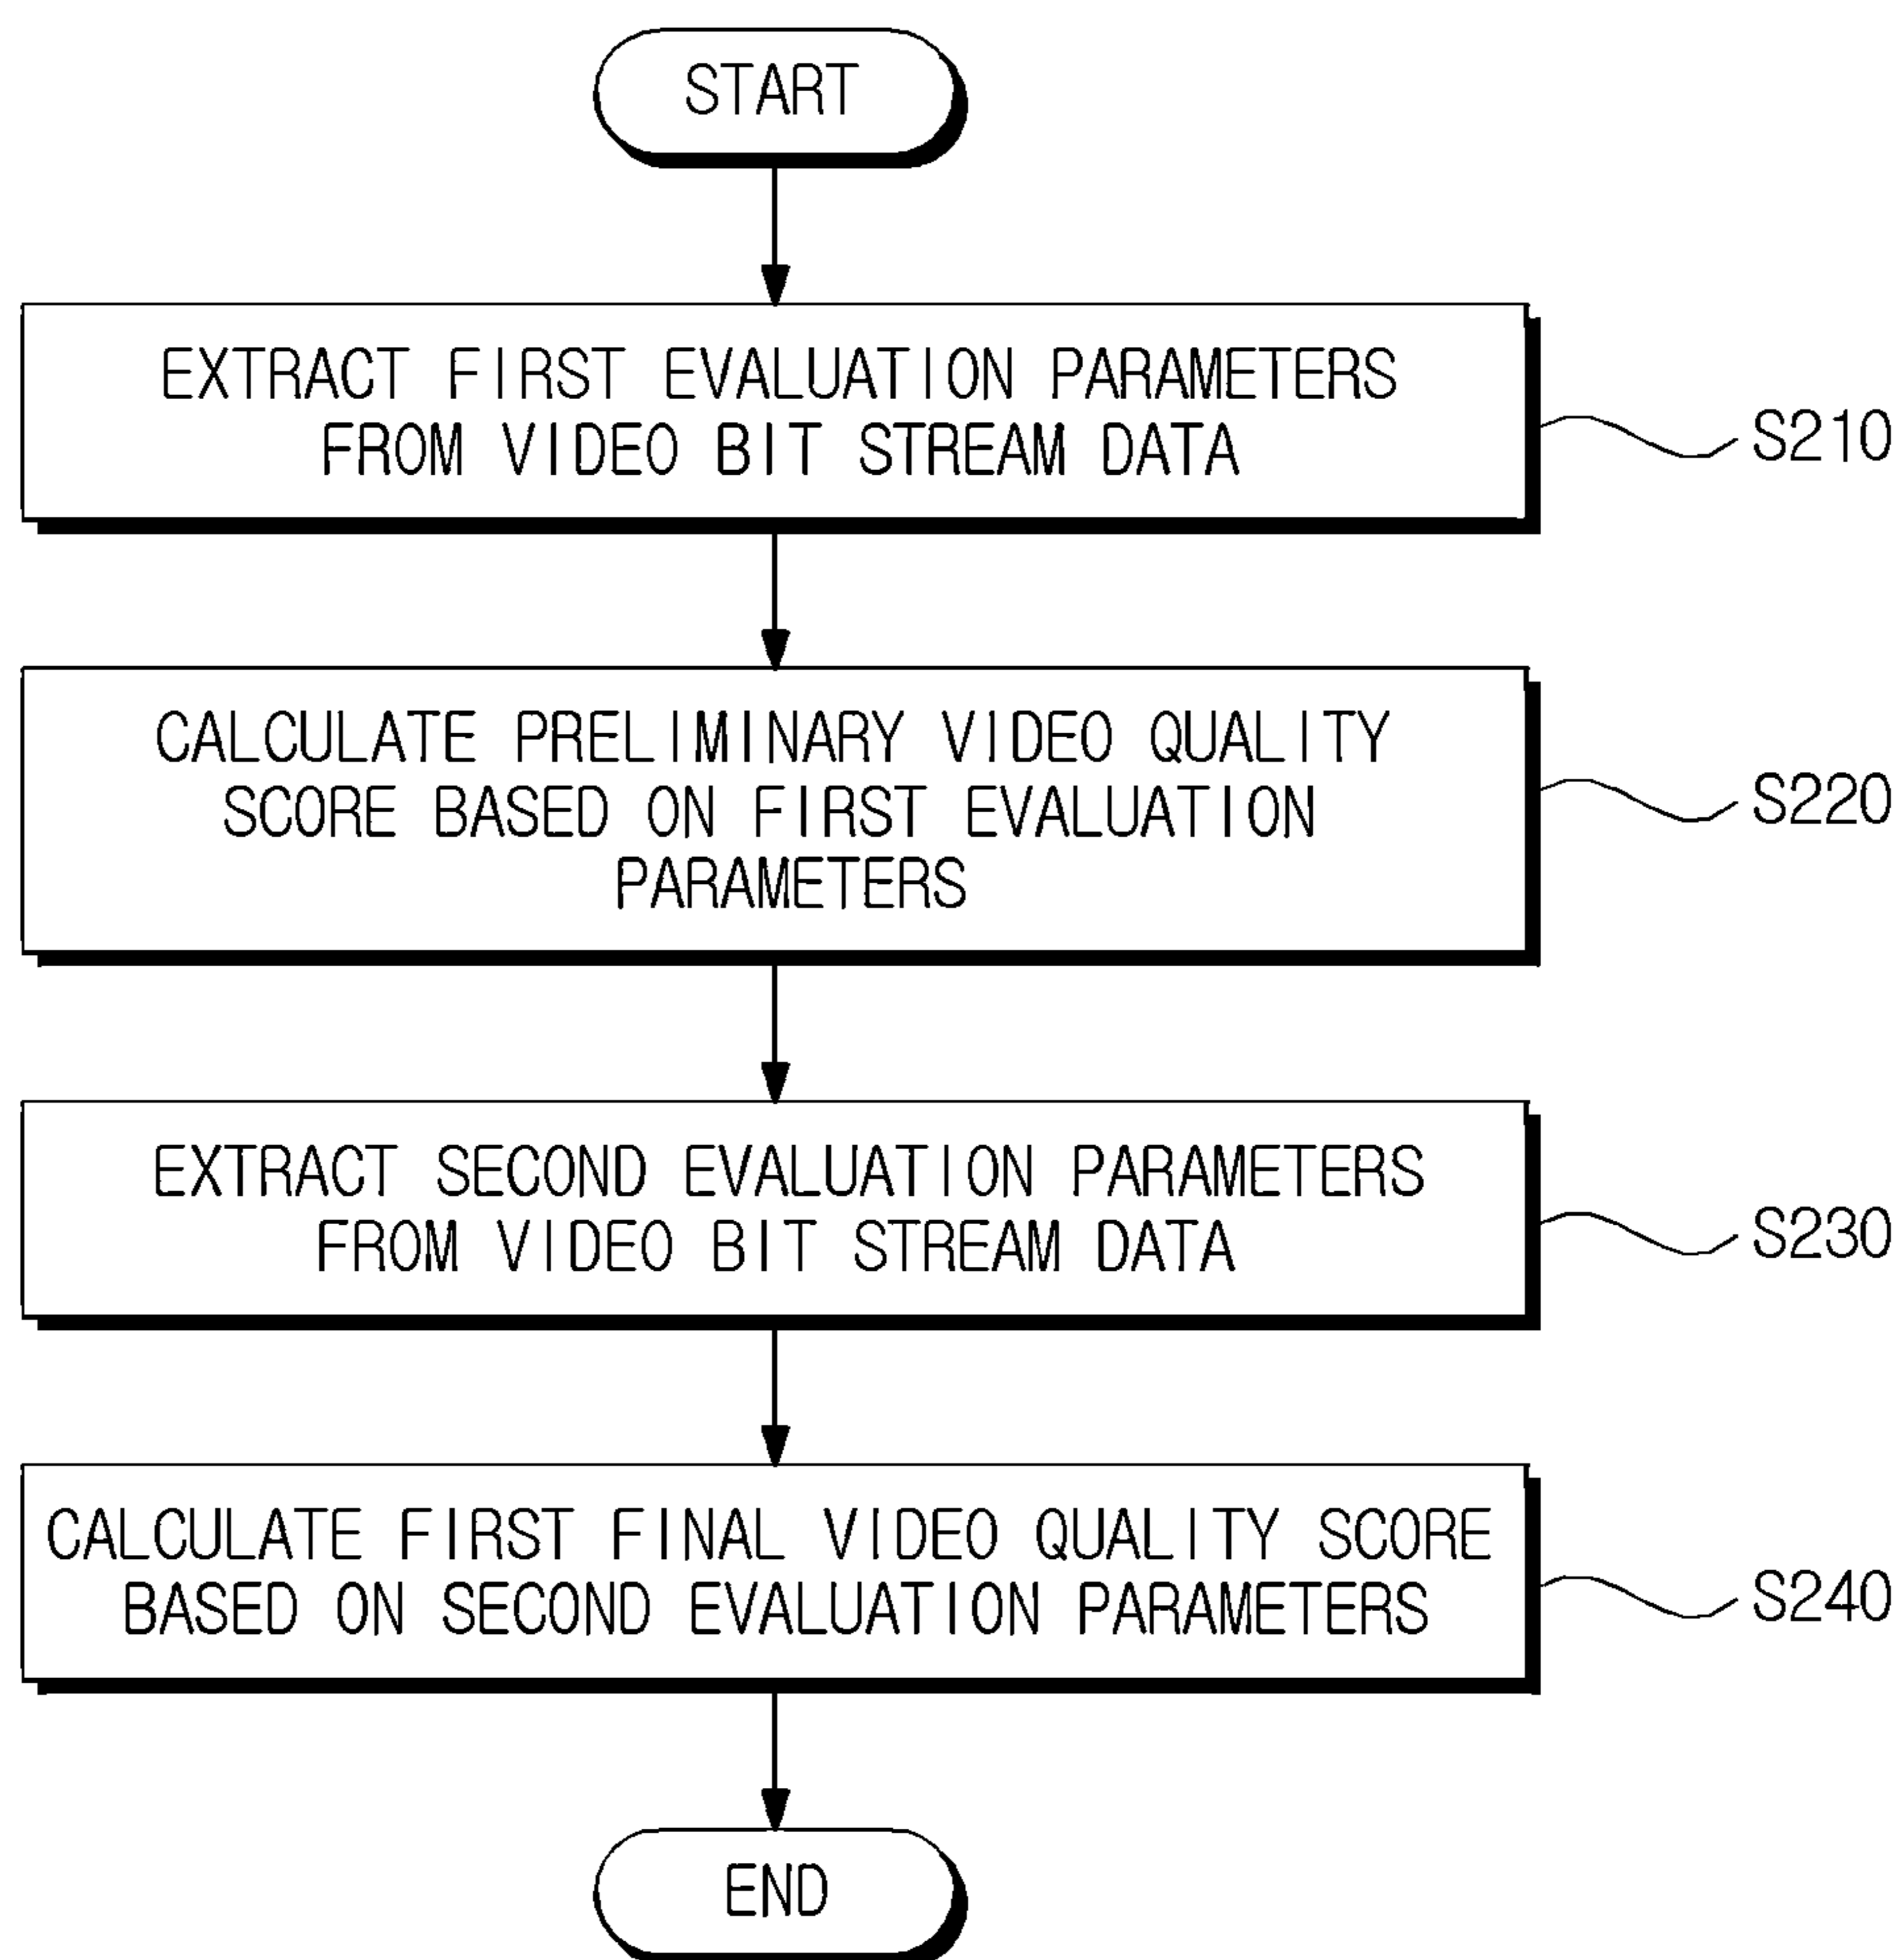 START
EXTRACT FIRST EVALUATION PARAMETERS
FROM VIDEO BIT STREAM DATA
S210
CALCULATE PRELIMINARY VIDEO QUALITY
SCORE BASED ON FIRST EVALUATION
PARAMETERS
S220
EXTRACT SECOND EVALUATION PARAMETERS
FROM VIDEO BIT STREAM DATA
S230
CALCULATE FIRST FINAL VIDEO QUALITY SCORE
BASED ON SECOND EVALUATION PARAMETERS
S240
END